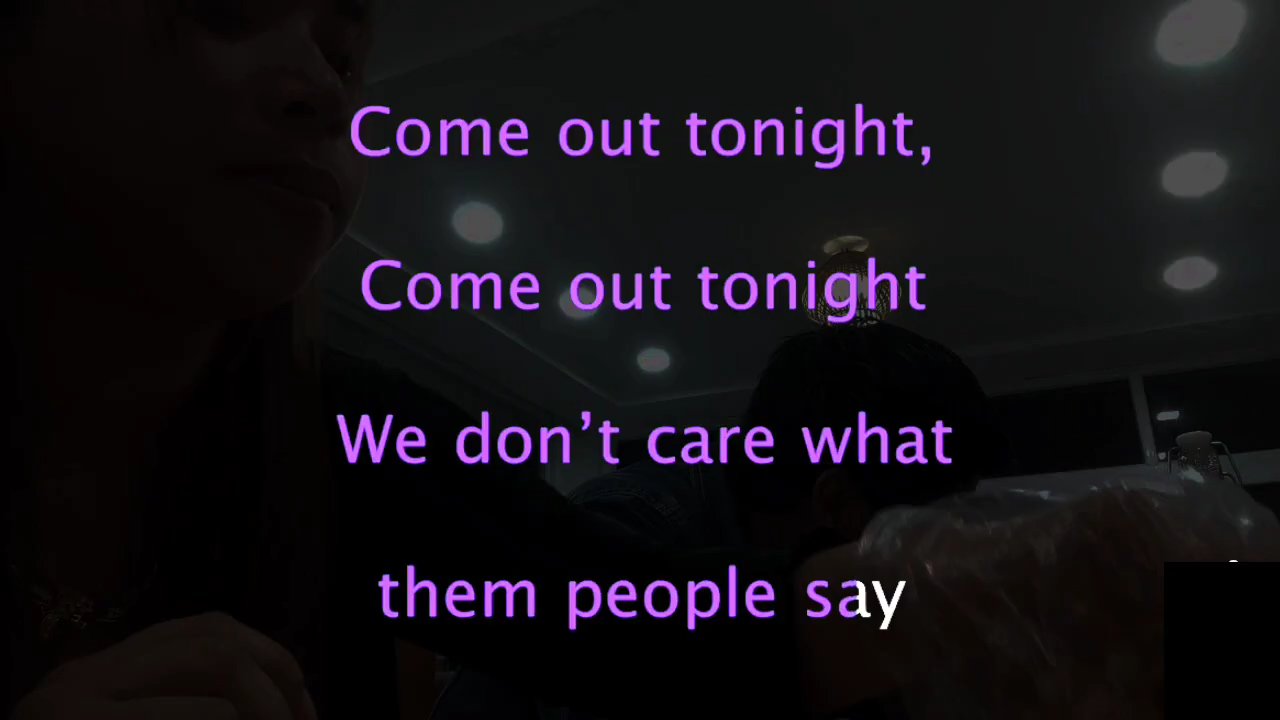 Come out tonight,
Come out tonight
We don’t care what
them people say